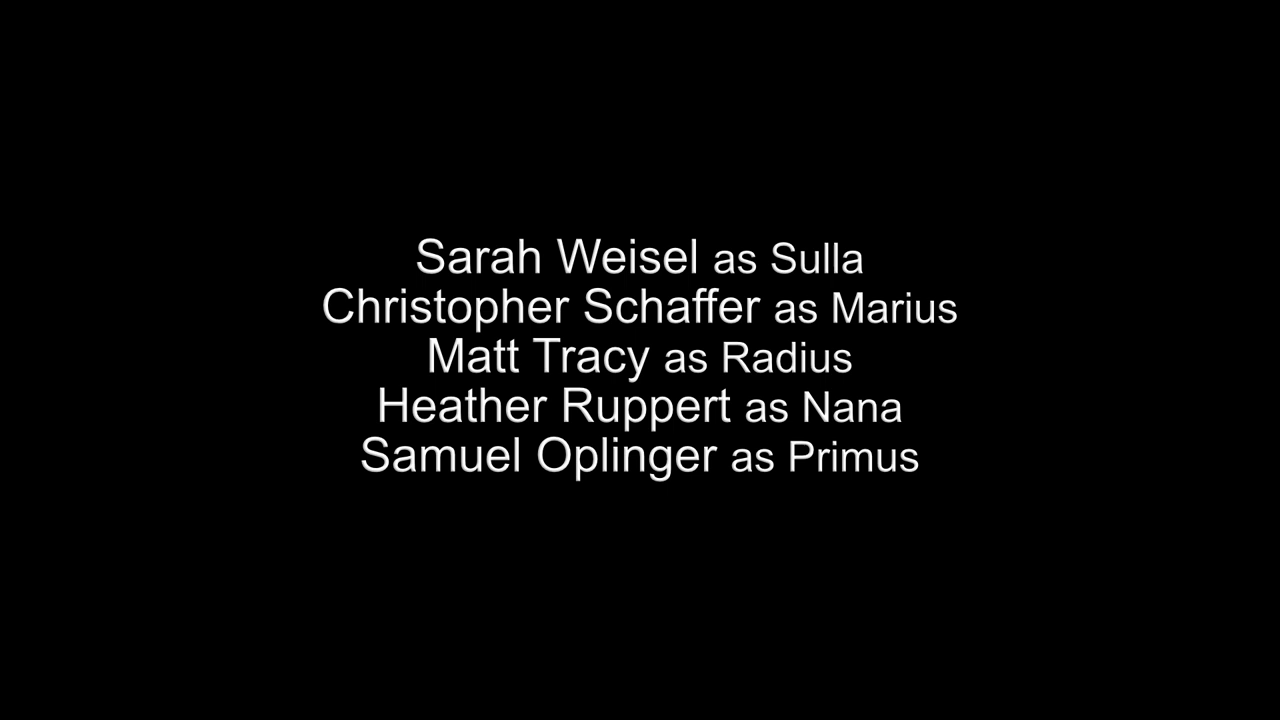 Sarah Weisel as Sulla
Christopher Schaffer as Marius
Matt Tracy as Radius
Heather Ruppert as Nana
Samuel Oplinger as Primus